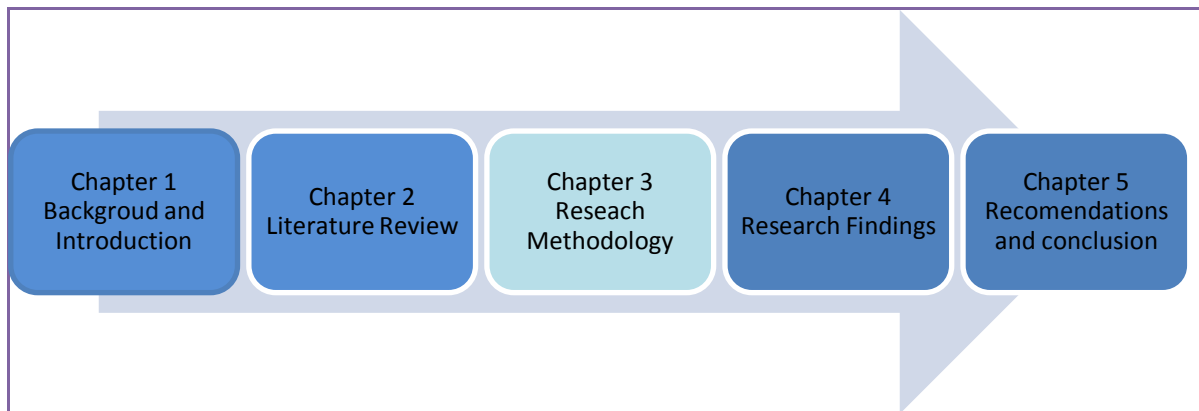 Chapter 1
Backgroud and
Introduction
Chapter 2
Literature Review
Chapter 3
Reseach
Methodology
Chapter 4
Research Findings
Chapter 5
Recomendations
and conclusion